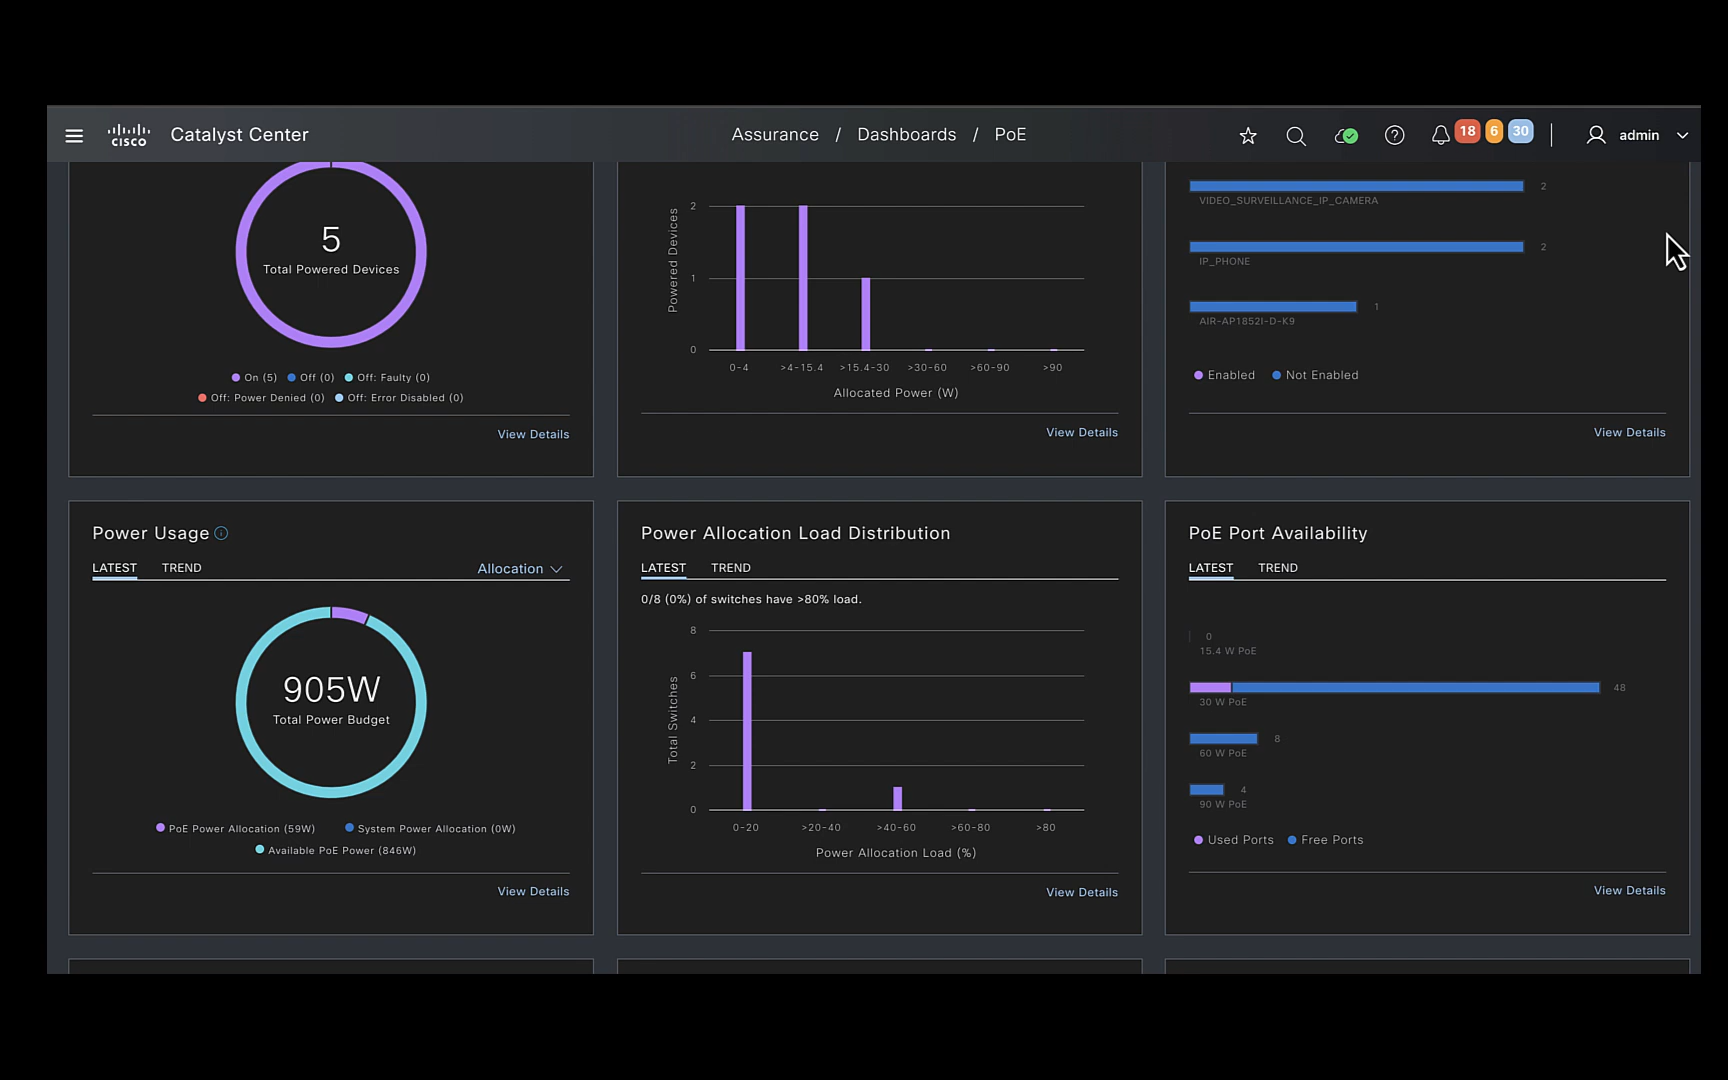 CISCO Catalyst Center Assurance / Dashboards / PoE 18 6 30 admin
5
Total Powered Devices
On (5) Off (0) Off: Faulty (0)
Off: Power Denied (0) Off: Error Disabled (0)
View Details
Powered Devices
2
1
0
0-4 >4-15.4 >15.4-30 >30-60 >60-90 >90
Allocated Power (W)
View Details
2
VIDEO_SURVEILLANCE_IP_CAMERA
2
IP_PHONE
1
AIR-AP1852I-D-K9
Enabled Not Enabled
View Details
Power Usage
LATEST TREND Allocation
905W
Total Power Budget
PoE Power Allocation (59W) System Power Allocation (0W)
Available PoE Power (846W)
View Details
Power Allocation Load Distribution
LATEST TREND
0/8 (0%) of switches have >80% load.
Total Switches
8
6
4
2
0
0-20 >20-40 >40-60 >60-80 >80
Power Allocation Load (%)
View Details
PoE Port Availability
LATEST TREND
0
15.4 W PoE
48
30 W PoE
8
60 W PoE
4
90 W PoE
Used Ports Free Ports
View Details